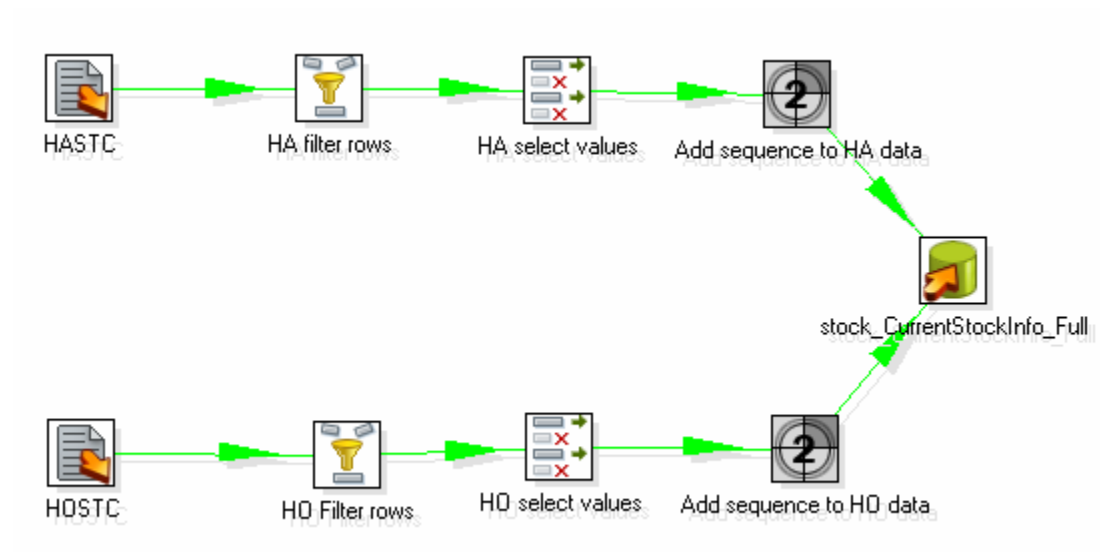 HASTC
HA filter rows
HA select values
2
Add sequence to HA data
stock_CurrentStockInfo_Full
HOSTC
HO Filter rows
HO select values
2
Add sequence to HO data